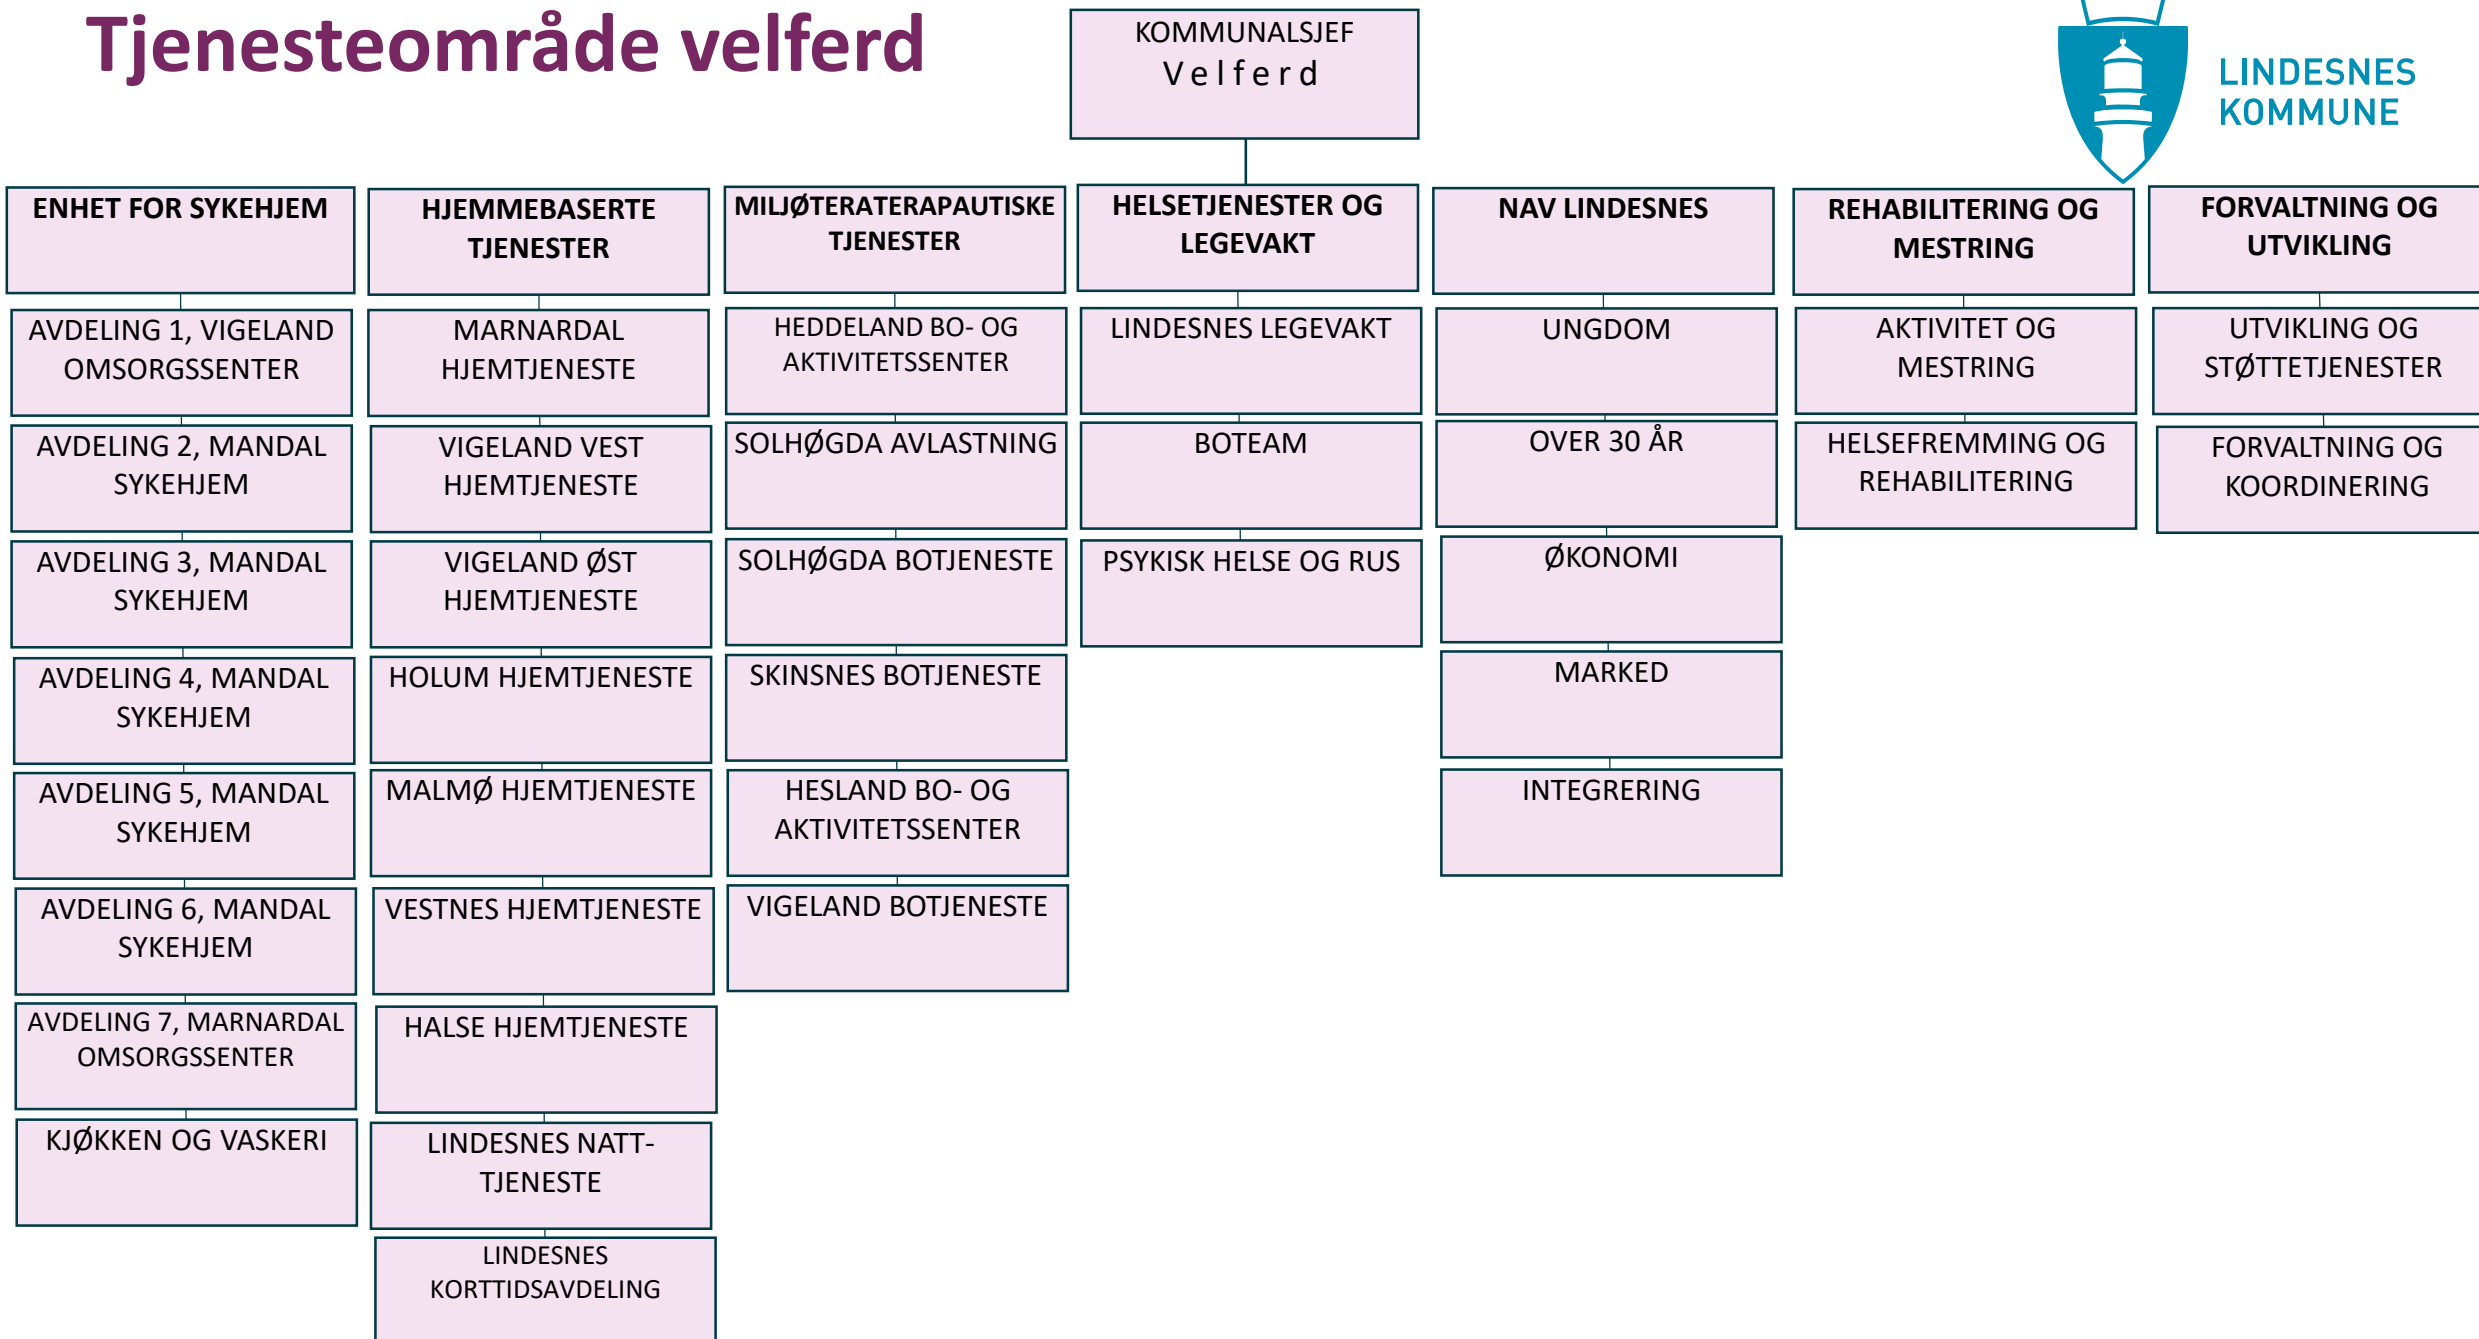 Tjenesteområde velferd
KOMMUNALSJEF
Velferd
LINDESNES
KOMMUNE
ENHET FOR SYKEHJEM
AVDELING 1, VIGELAND
OMSORGSSENTER
AVDELING 2, MANDAL
SYKEHJEM
AVDELING 3, MANDAL
SYKEHJEM
AVDELING 4, MANDAL
SYKEHJEM
AVDELING 5, MANDAL
SYKEHJEM
AVDELING 6, MANDAL
SYKEHJEM
AVDELING 7, MARNARDAL
OMSORGSSENTER
KJØKKEN OG VASKERI
HJEMMEBASERTE
TJENESTER
MARNARDAL
HJEMTJENESTE
VIGELAND VEST
HJEMTJENESTE
VIGELAND ØST
HJEMTJENESTE
HOLUM HJEMTJENESTE
MALMØ HJEMTJENESTE
VESTNES HJEMTJENESTE
HALSE HJEMTJENESTE
LINDESNES NATT-
TJENESTE
LINDESNES
KORTTIDSAVDELING
MILJØTERATERAPAUTISKE
TJENESTER
HEDDELAND BO- OG
AKTIVITETSSENTER
SOLHØGDA AVLASTNING
SOLHØGDA BOTJENESTE
SKINSNES BOTJENESTE
HESLAND BO- OG
AKTIVITETSSENTER
VIGELAND BOTJENESTE
HELSETJENESTER OG
LEGEVAKT
LINDESNES LEGEVAKT
BOTEAM
PSYKISK HELSE OG RUS
NAV LINDESNES
UNGDOM
OVER 30 ÅR
ØKONOMI
MARKED
INTEGRERING
REHABILITERING OG
MESTRING
AKTIVITET OG
MESTRING
HELSEFREMMING OG
REHABILITERING
FORVALTNING OG
UTVIKLING
UTVIKLING OG
STØTTETJENESTER
FORVALTNING OG
KOORDINERING